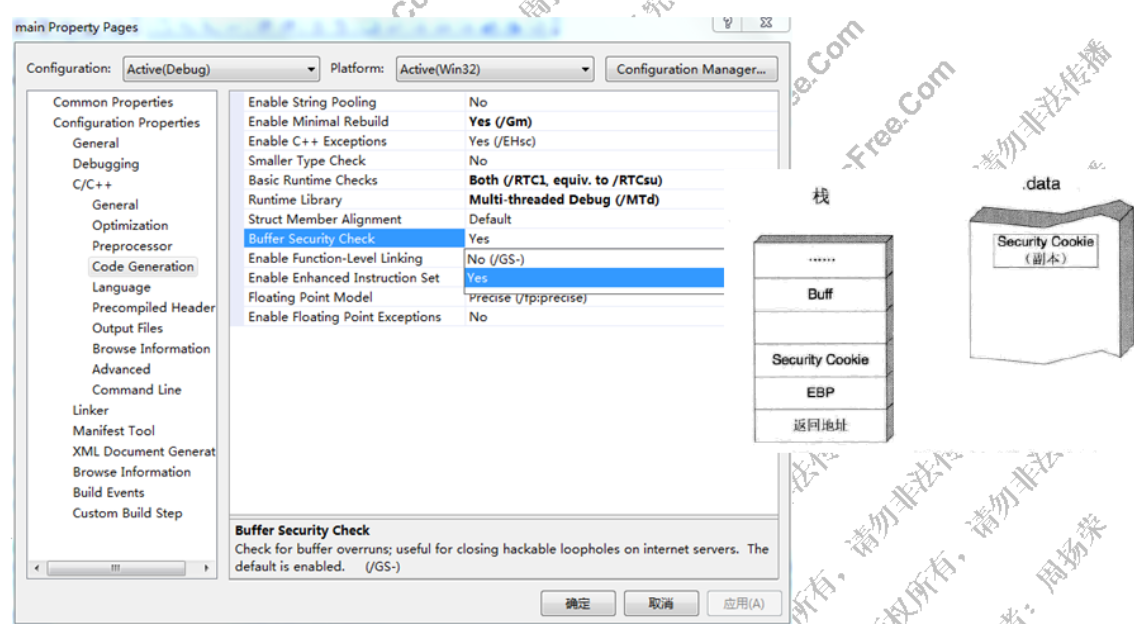 main Property Pages
Configuration: Active(Debug) Platform: Active(Win32) Configuration Manager...
Common Properties
Configuration Properties
General
Debugging
C/C++
General
Optimization
Preprocessor
Code Generation
Language
Precompiled Header
Output Files
Browse Information
Advanced
Command Line
Linker
Manifest Tool
XML Document Generat
Browse Information
Build Events
Custom Build Step
Enable String Pooling No
Enable Minimal Rebuild Yes (/Gm)
Enable C++ Exceptions Yes (/EHsc)
Smaller Type Check No
Basic Runtime Checks Both (/RTC1, equiv. to /RTCsu)
Runtime Library Multi-threaded Debug (/MTd)
Struct Member Alignment Default
Buffer Security Check Yes
Enable Function-Level Linking No (/GS-)
Enable Enhanced Instruction Set Yes
Floating Point Model Precise (/fp:precise)
Enable Floating Point Exceptions No
Buffer Security Check
Check for buffer overruns; useful for closing hackable loopholes on internet servers. The
default is enabled. (/GS-)
确定 取消 应用(A)
栈
......
Buff
Security Cookie
EBP
返回地址
.data
Security Cookie
(副本)
Free.Com
请勿非法传播
请勿非法传
请勿非法
所有,
权所有,
周扬荣